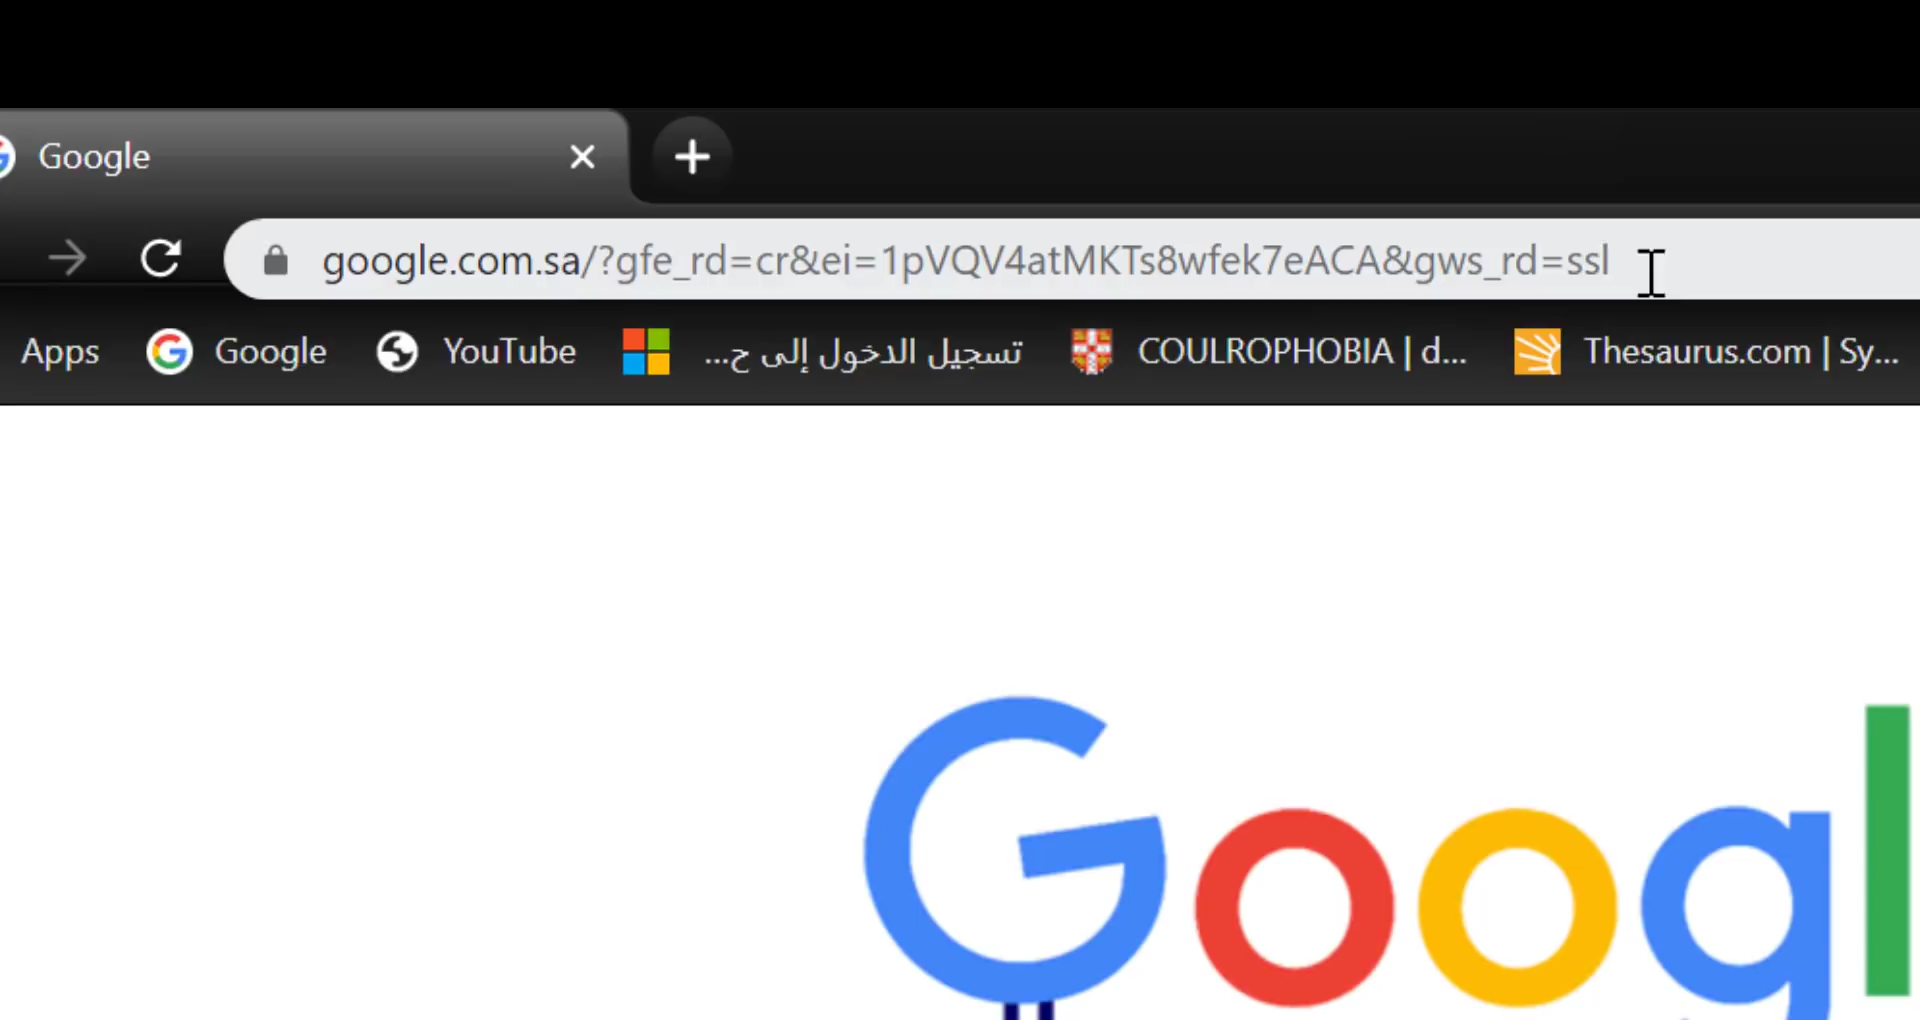 Google
google.com.sa/?gfe_rd=cr&ei=1pVQV4atMKTs8wfek7eACA&gws_rd=ssl
Apps Google YouTube تسجيل الدخول إلى ح... COULROPHOBIA | d... Thesaurus.com | Sy...
Googl